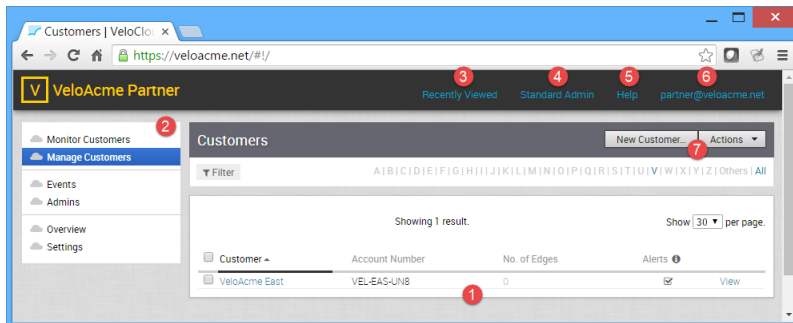 Customers | VeloClou
https://veloacme.net/#!/
V VeloAcme Partner
3 4 5 6
Recently Viewed Standard Admin Help partner@veloacme.net
2
Monitor Customers
Manage Customers
Events
Admins
Overview
Settings
Customers
New Customer... Actions
7
Filter
A|B|C|D|E|F|G|H|I|J|K|L|M|N|O|P|Q|R|S|T|U|V|W|X|Y|Z|Others|All
Showing 1 result.
Show 30 per page.
Customer Account Number No. of Edges Alerts
VeloAcme East VEL-EAS-UN8 0 View
1